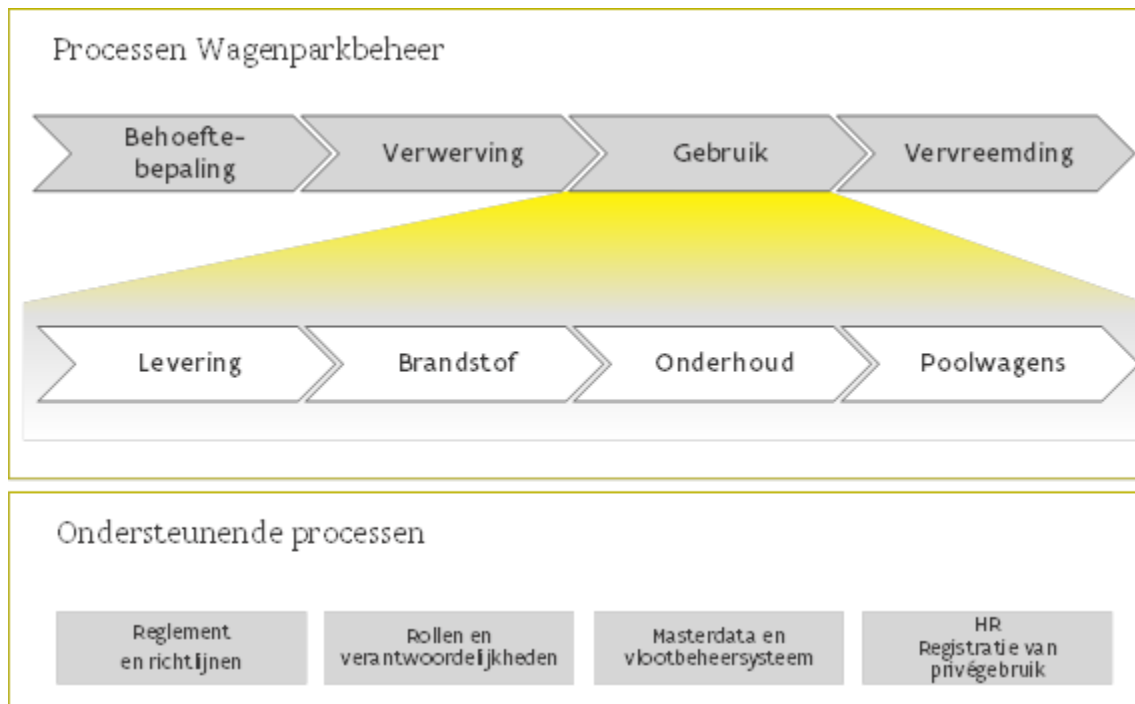 Processen Wagenparkbeheer
Behoefte-
bepaling
Verwerving
Gebruik
Vervreemding
Levering
Brandstof
Onderhoud
Poolwagens
Ondersteunende processen
Reglement
en richtlijnen
Rollen en
verantwoordelijkheden
Masterdata en
vlootbeheersysteem
HR
Registratie van
privégebruik